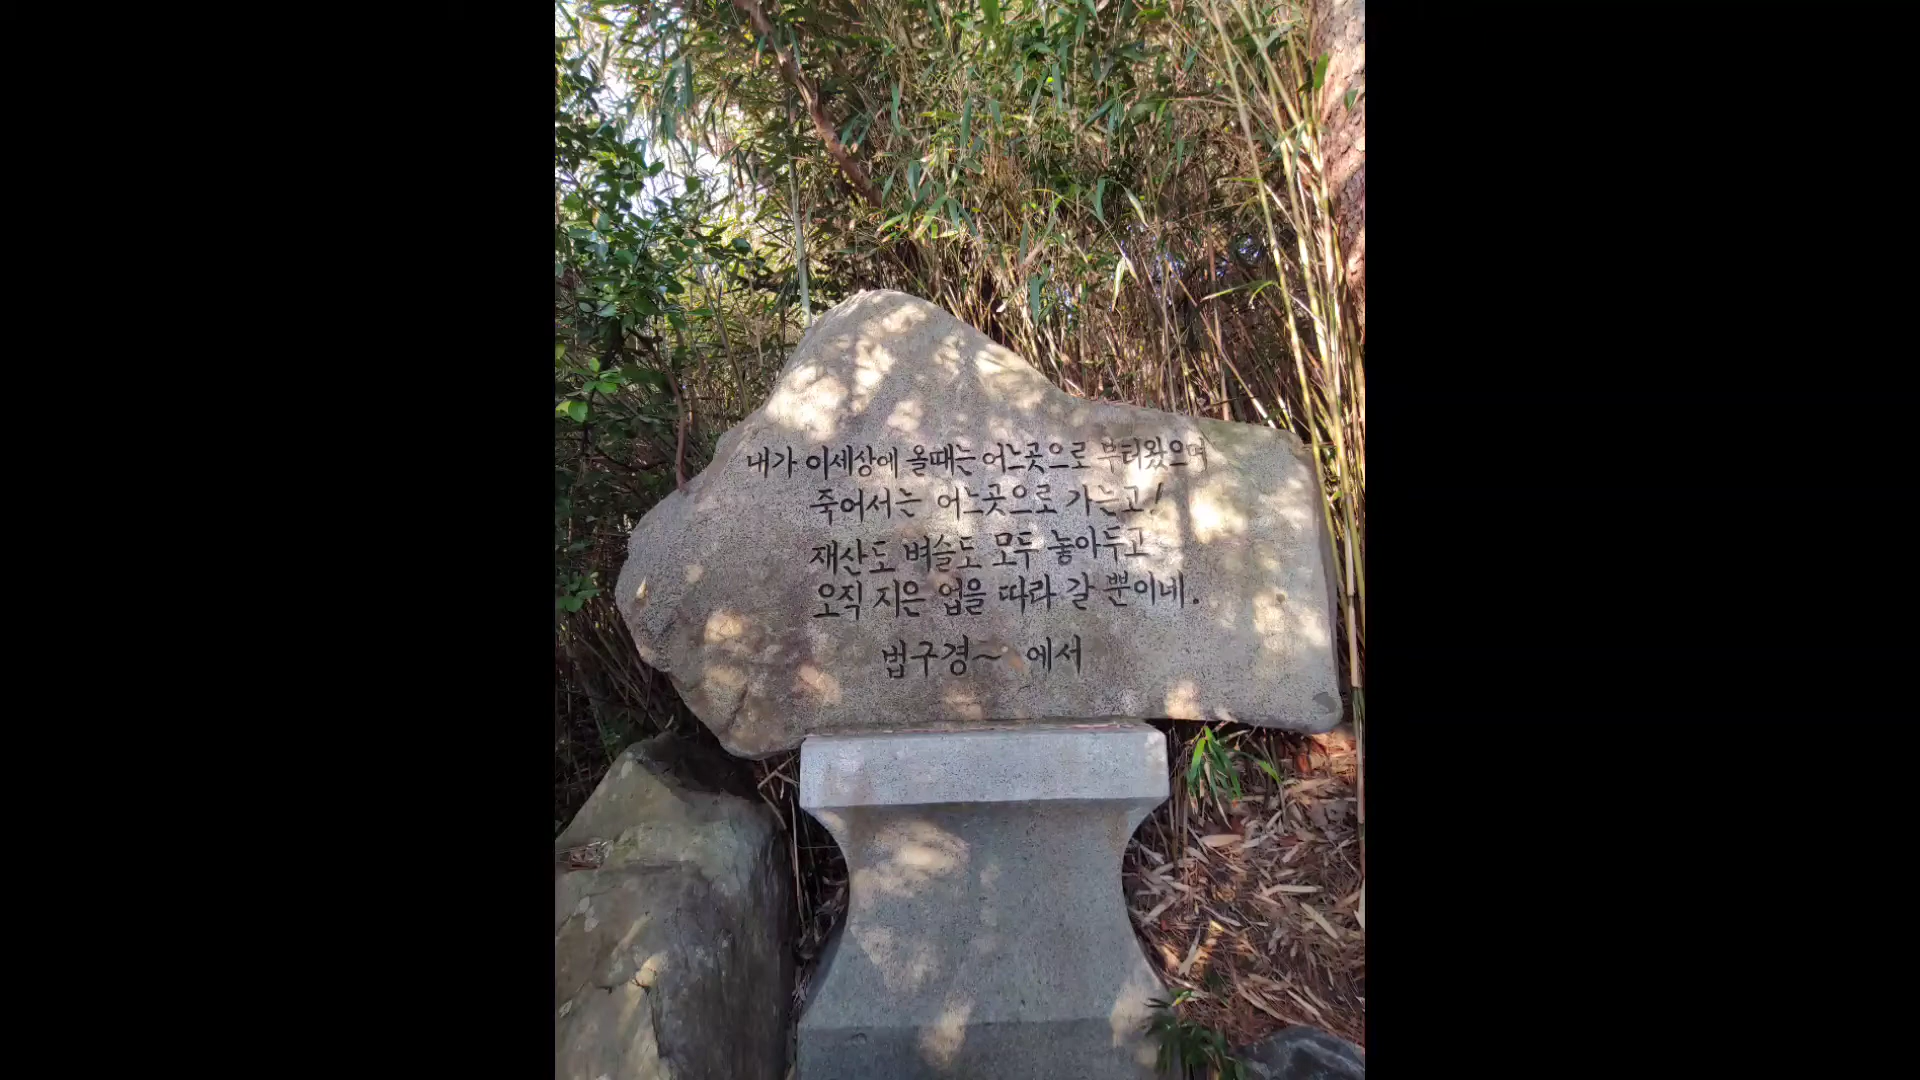 내가 이세상에 올때는 어느곳으로 부터왔으며
죽어서는 어느곳으로 가는고!
재산도 벼슬도 모두 놓아두고
오직 지은 업을 따라 갈 뿐이네.
법구경~ 에서